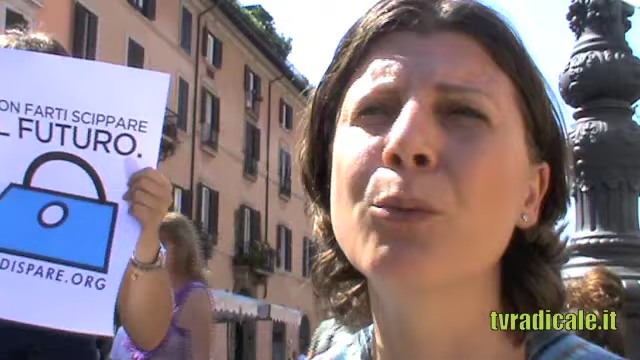 ON FARTI SCIPPARE
L FUTURO.
DISPARE.ORG
tvradicale.it